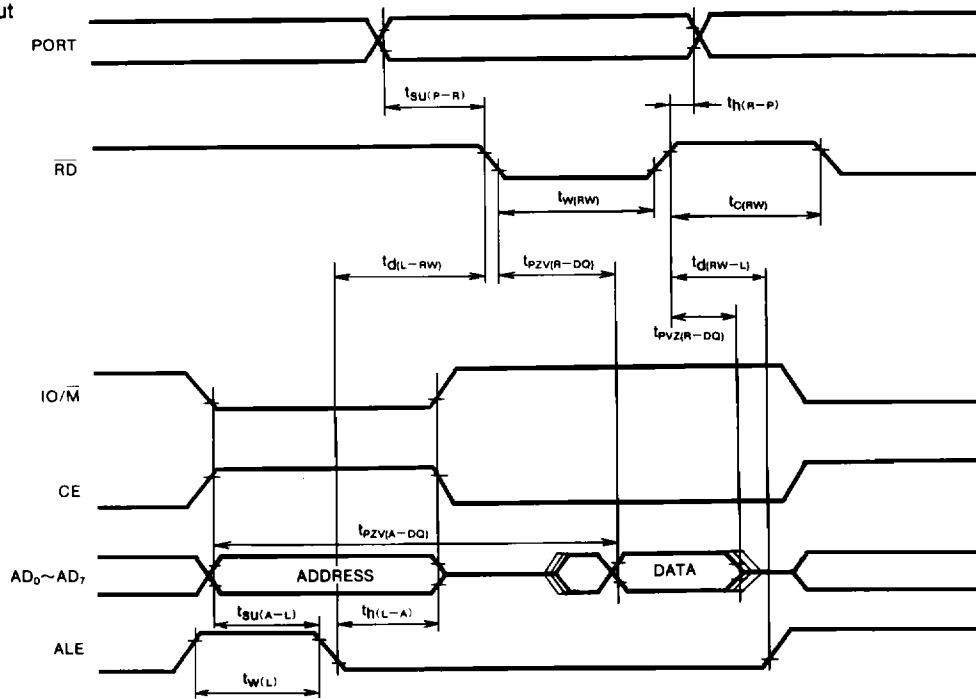 ut
PORT
tSU(P−R)
th(R−P)
R̅D̅
tW(RW)
tC(RW)
td(L−RW)
tPZV(R−DQ)
td(RW−L)
tPVZ(R−DQ)
IO/M̅
CE
tPZV(A−DQ)
AD₀~AD₇
ADDRESS
DATA
tSU(A−L)
th(L−A)
ALE
tW(L)